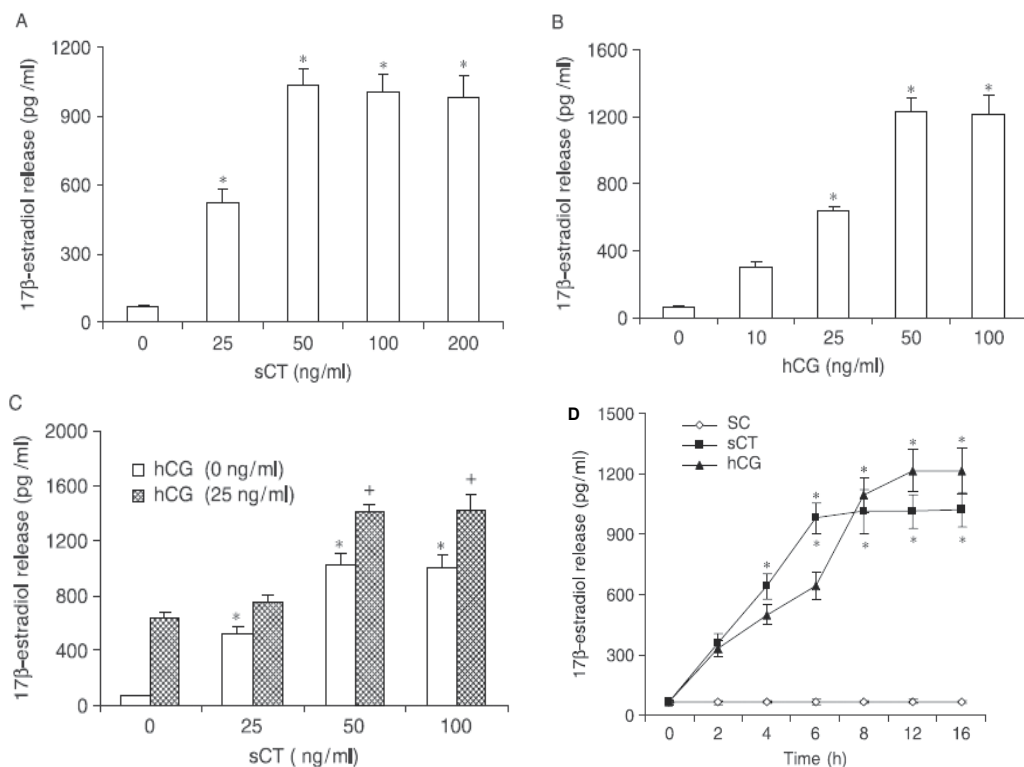 A
17β-estradiol release (pg /ml)
1200
900
600
300
0
*
*
*
*
0 25 50 100 200
sCT (ng/ml)
B
17β-estradiol release (pg /ml)
1600
1200
800
400
0
*
*
*
0 10 25 50 100
hCG (ng/ml)
C
17β-estradiol release (pg /ml)
2000
1600
1200
800
400
0
hCG (0 ng/ml)
hCG (25 ng/ml)
*
*
+
*
+
0 25 50 100
sCT ( ng/ml)
D
17β-estradiol release (pg/ml)
1500
1200
900
600
300
0
SC
sCT
hCG
*
*
*
*
*
*
*
*
*
0 2 4 6 8 12 16
Time (h)